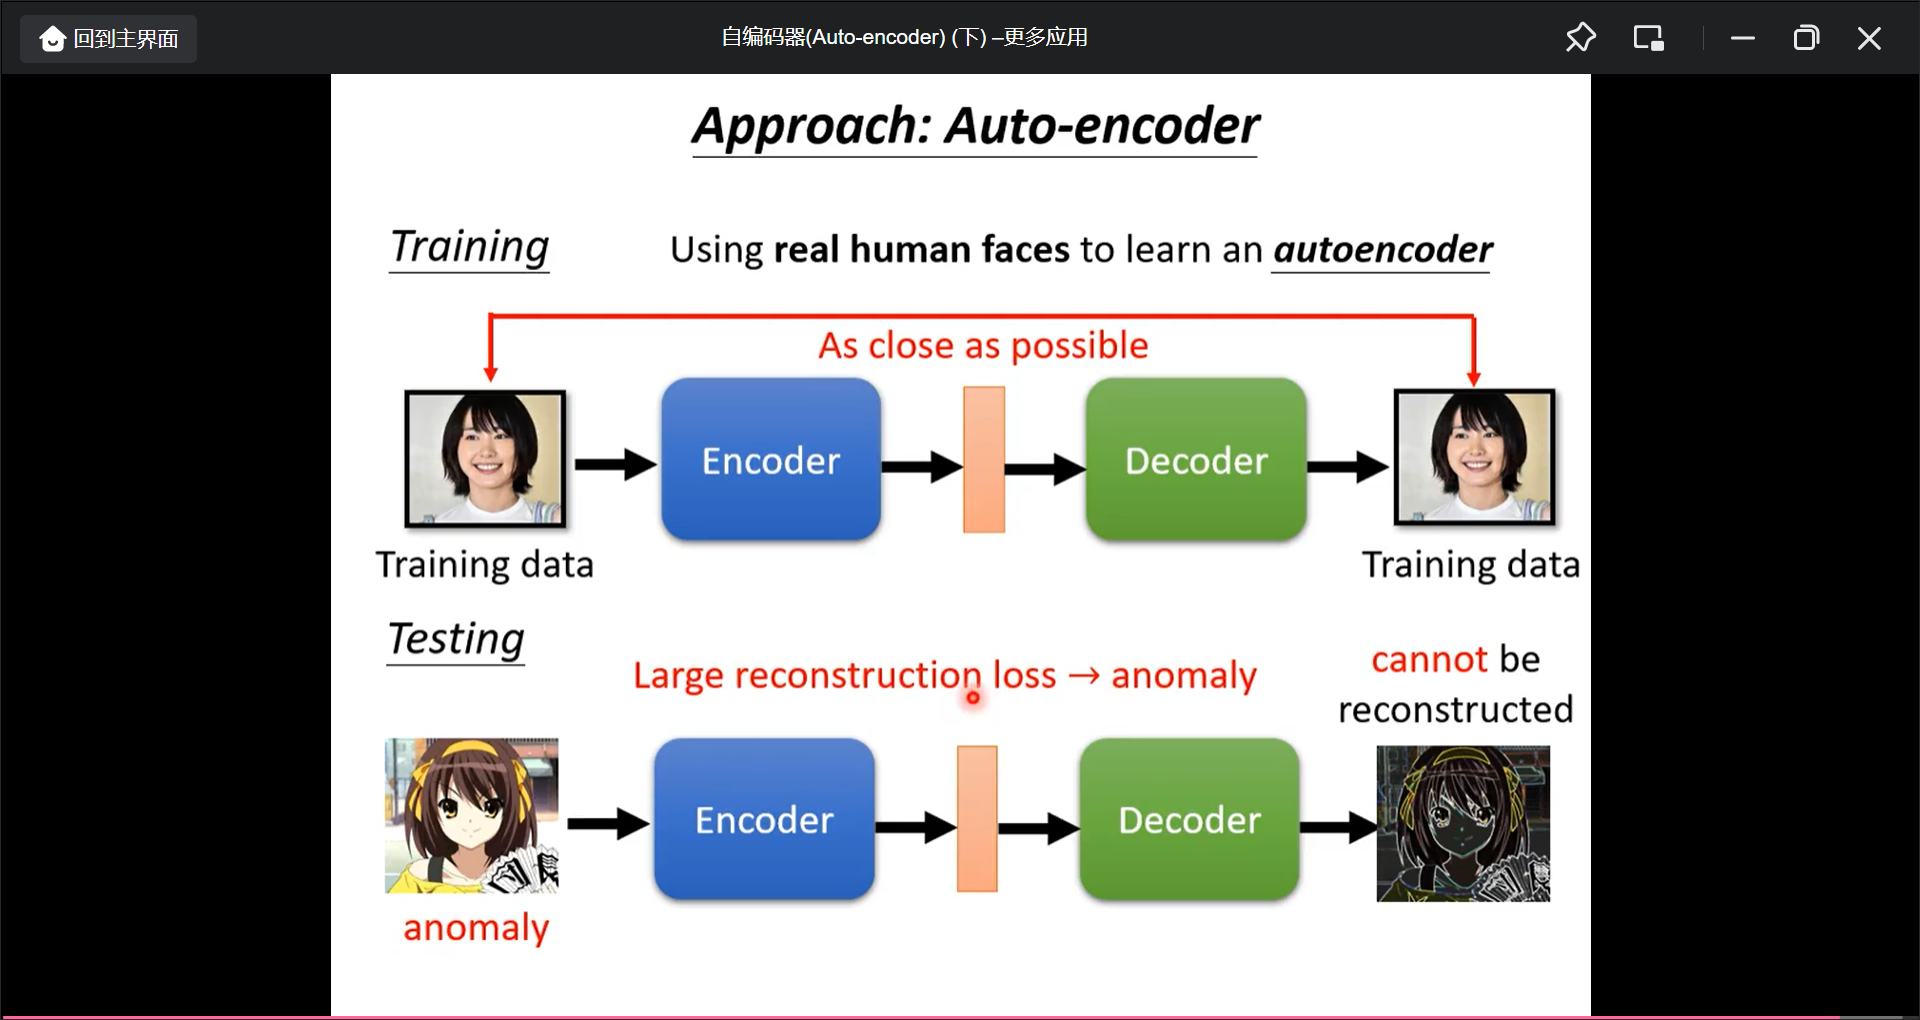 回到主界面
自编码器(Auto-encoder) (下) –更多应用
Approach: Auto-encoder
Training
Using real human faces to learn an autoencoder
As close as possible
Encoder
Decoder
Training data
Training data
Testing
Large reconstruction loss → anomaly
cannot be
reconstructed
Encoder
Decoder
anomaly